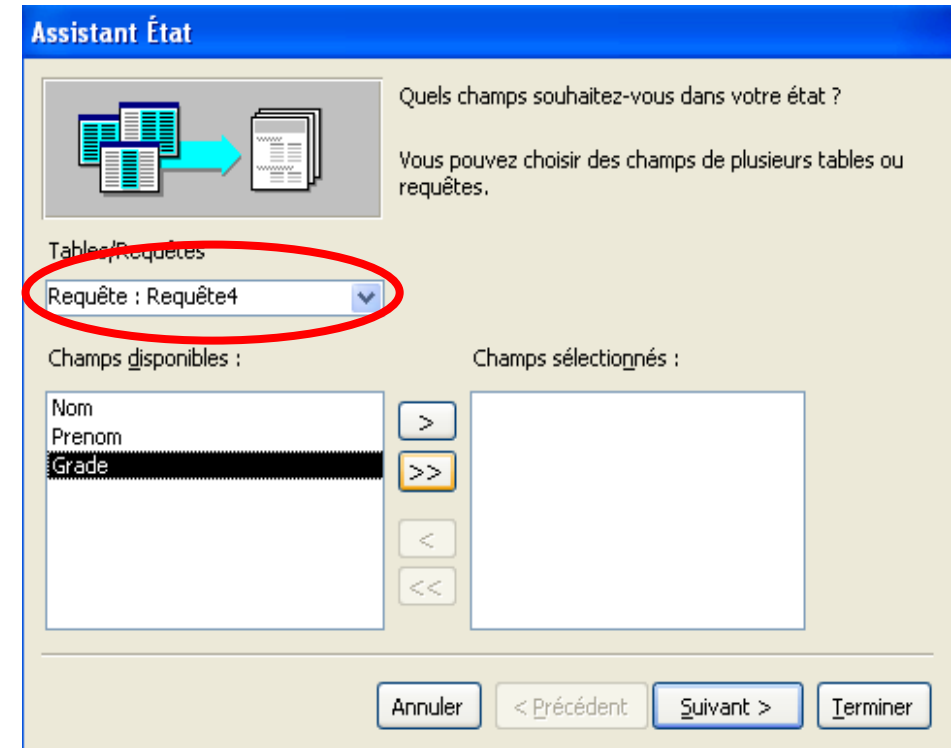 Assistant État
Quels champs souhaitez-vous dans votre état ?
Vous pouvez choisir des champs de plusieurs tables ou
requêtes.
Tables/Requêtes
Requête : Requête4
Champs disponibles :
Champs sélectionnés :
Nom
Prenom
Grade
>
>>
<
<<
Annuler
< Précédent
Suivant >
Terminer